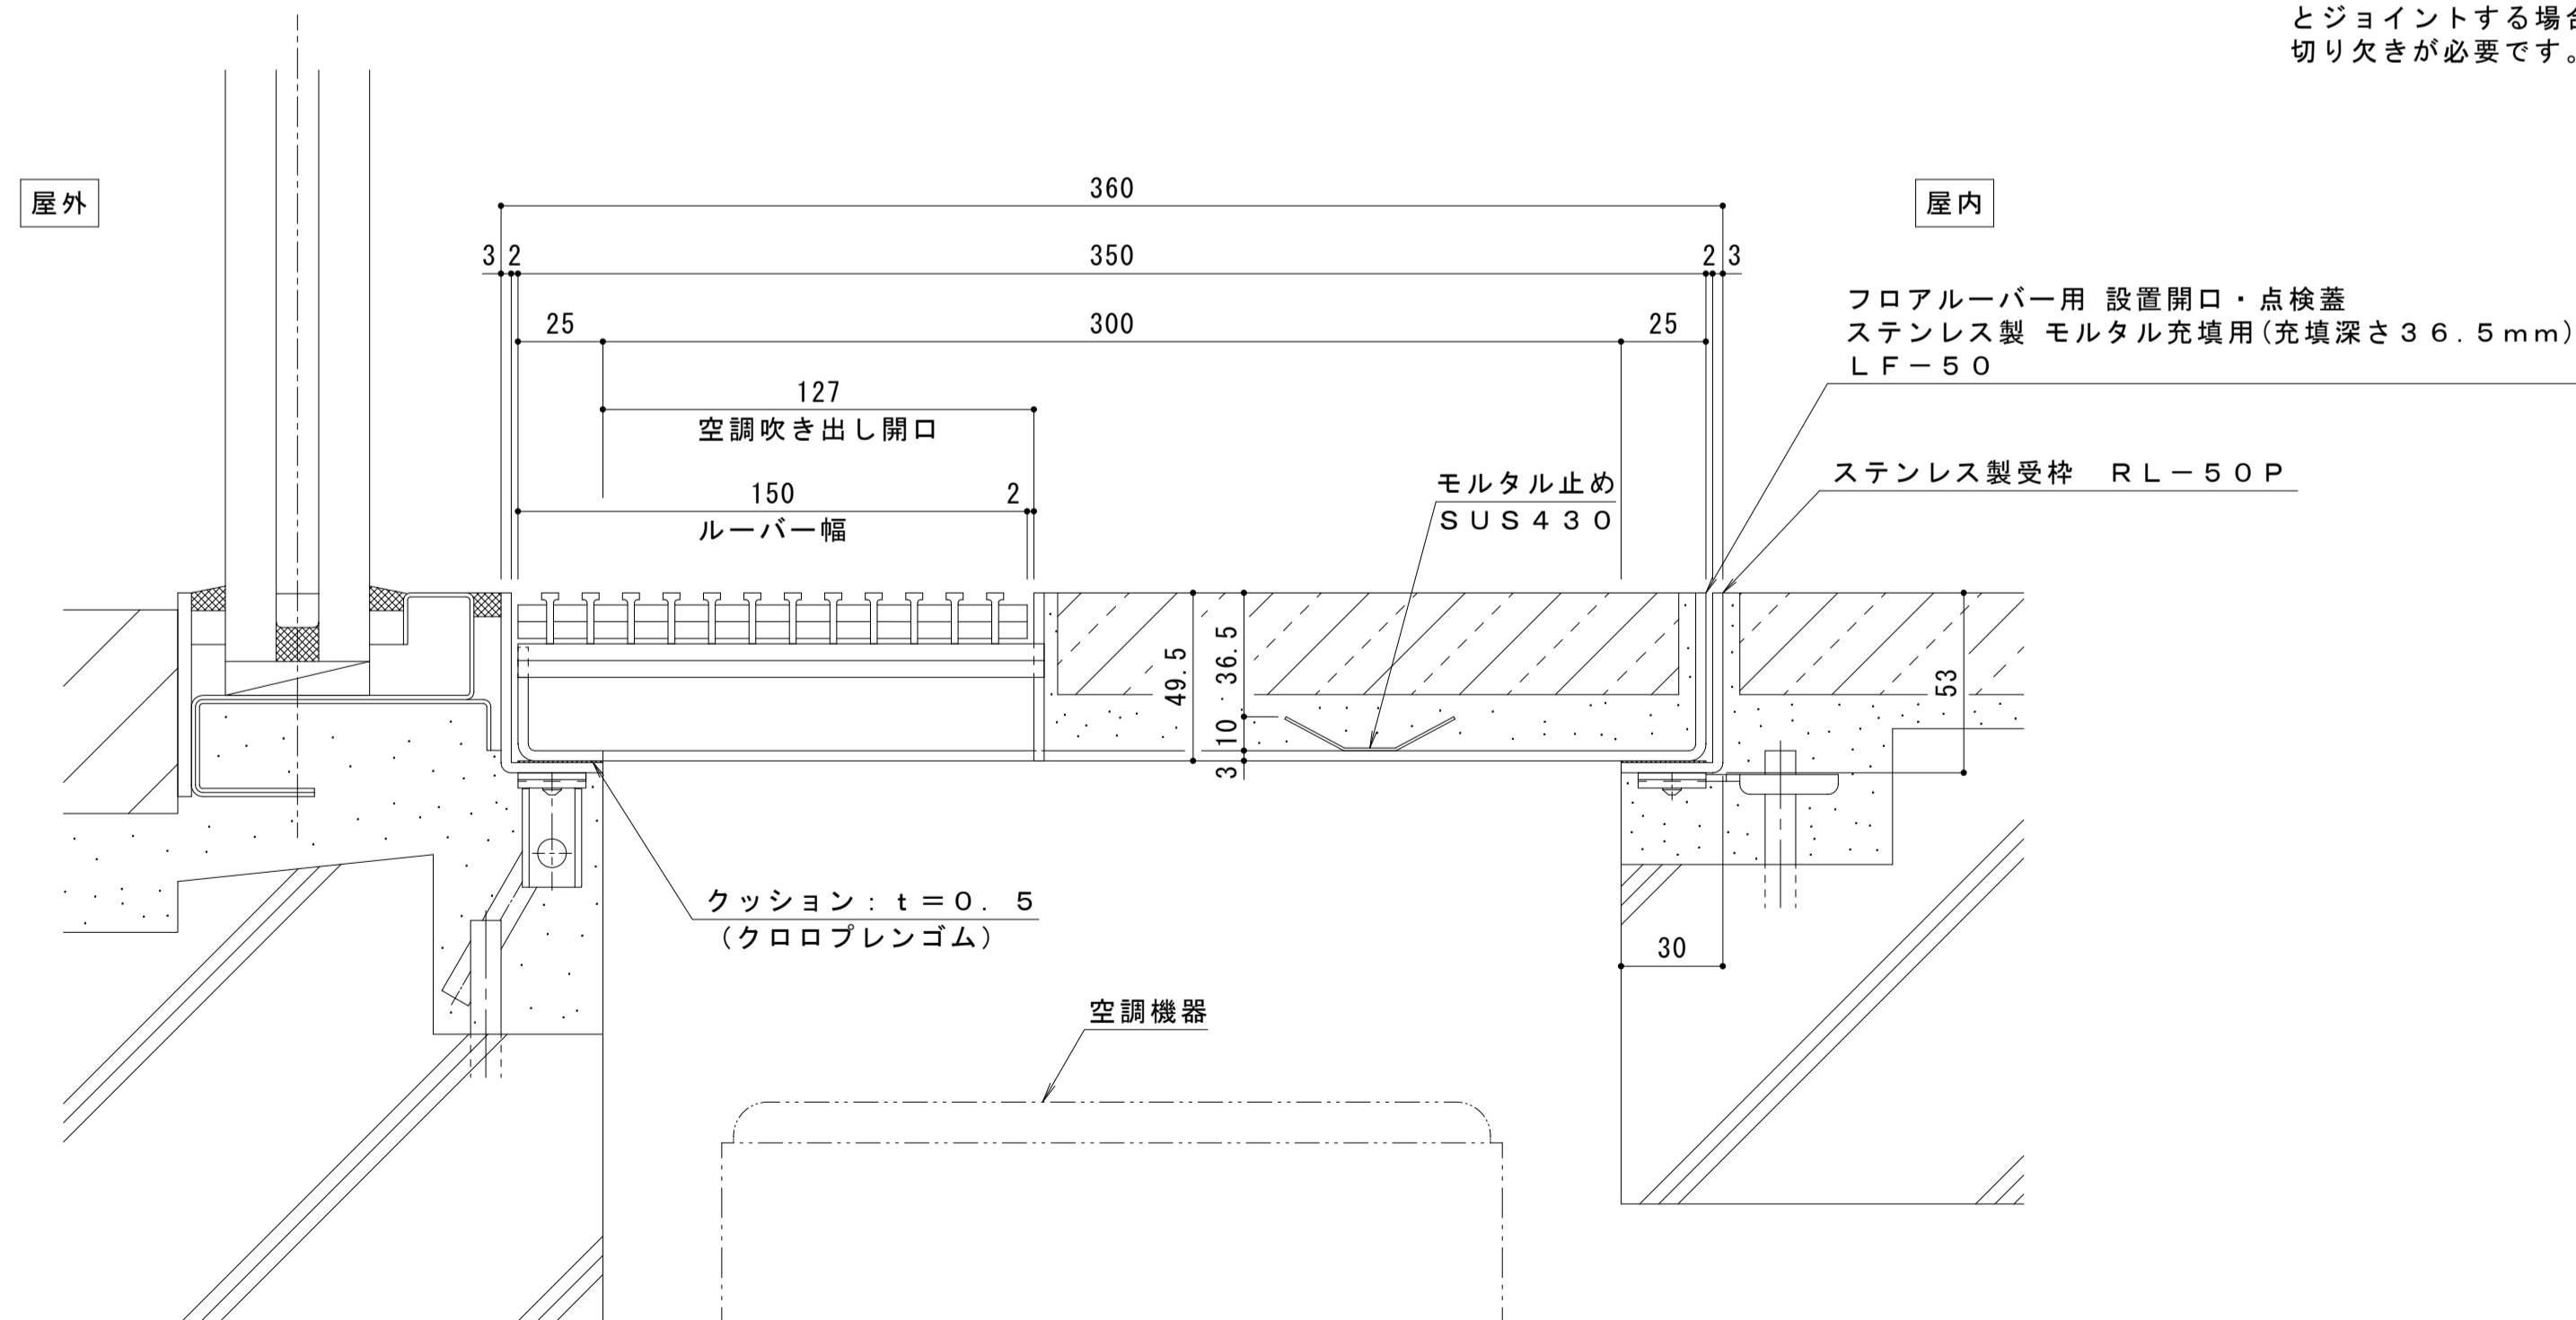 とジョイントする場合
切り欠きが必要です。
屋外
屋内
360
3 2 350 2 3
25 300 25
127
空調吹き出し開口
150 2
ルーバー幅
フロアルーバー用 設置開口・点検蓋
ステンレス製 モルタル充填用(充填深さ36.5mm)
LF-50
ステンレス製受枠 RL-50P
モルタル止め
SUS430
49.5
36.5
10
3
53
30
クッション:t=0.5
(クロロプレンゴム)
空調機器